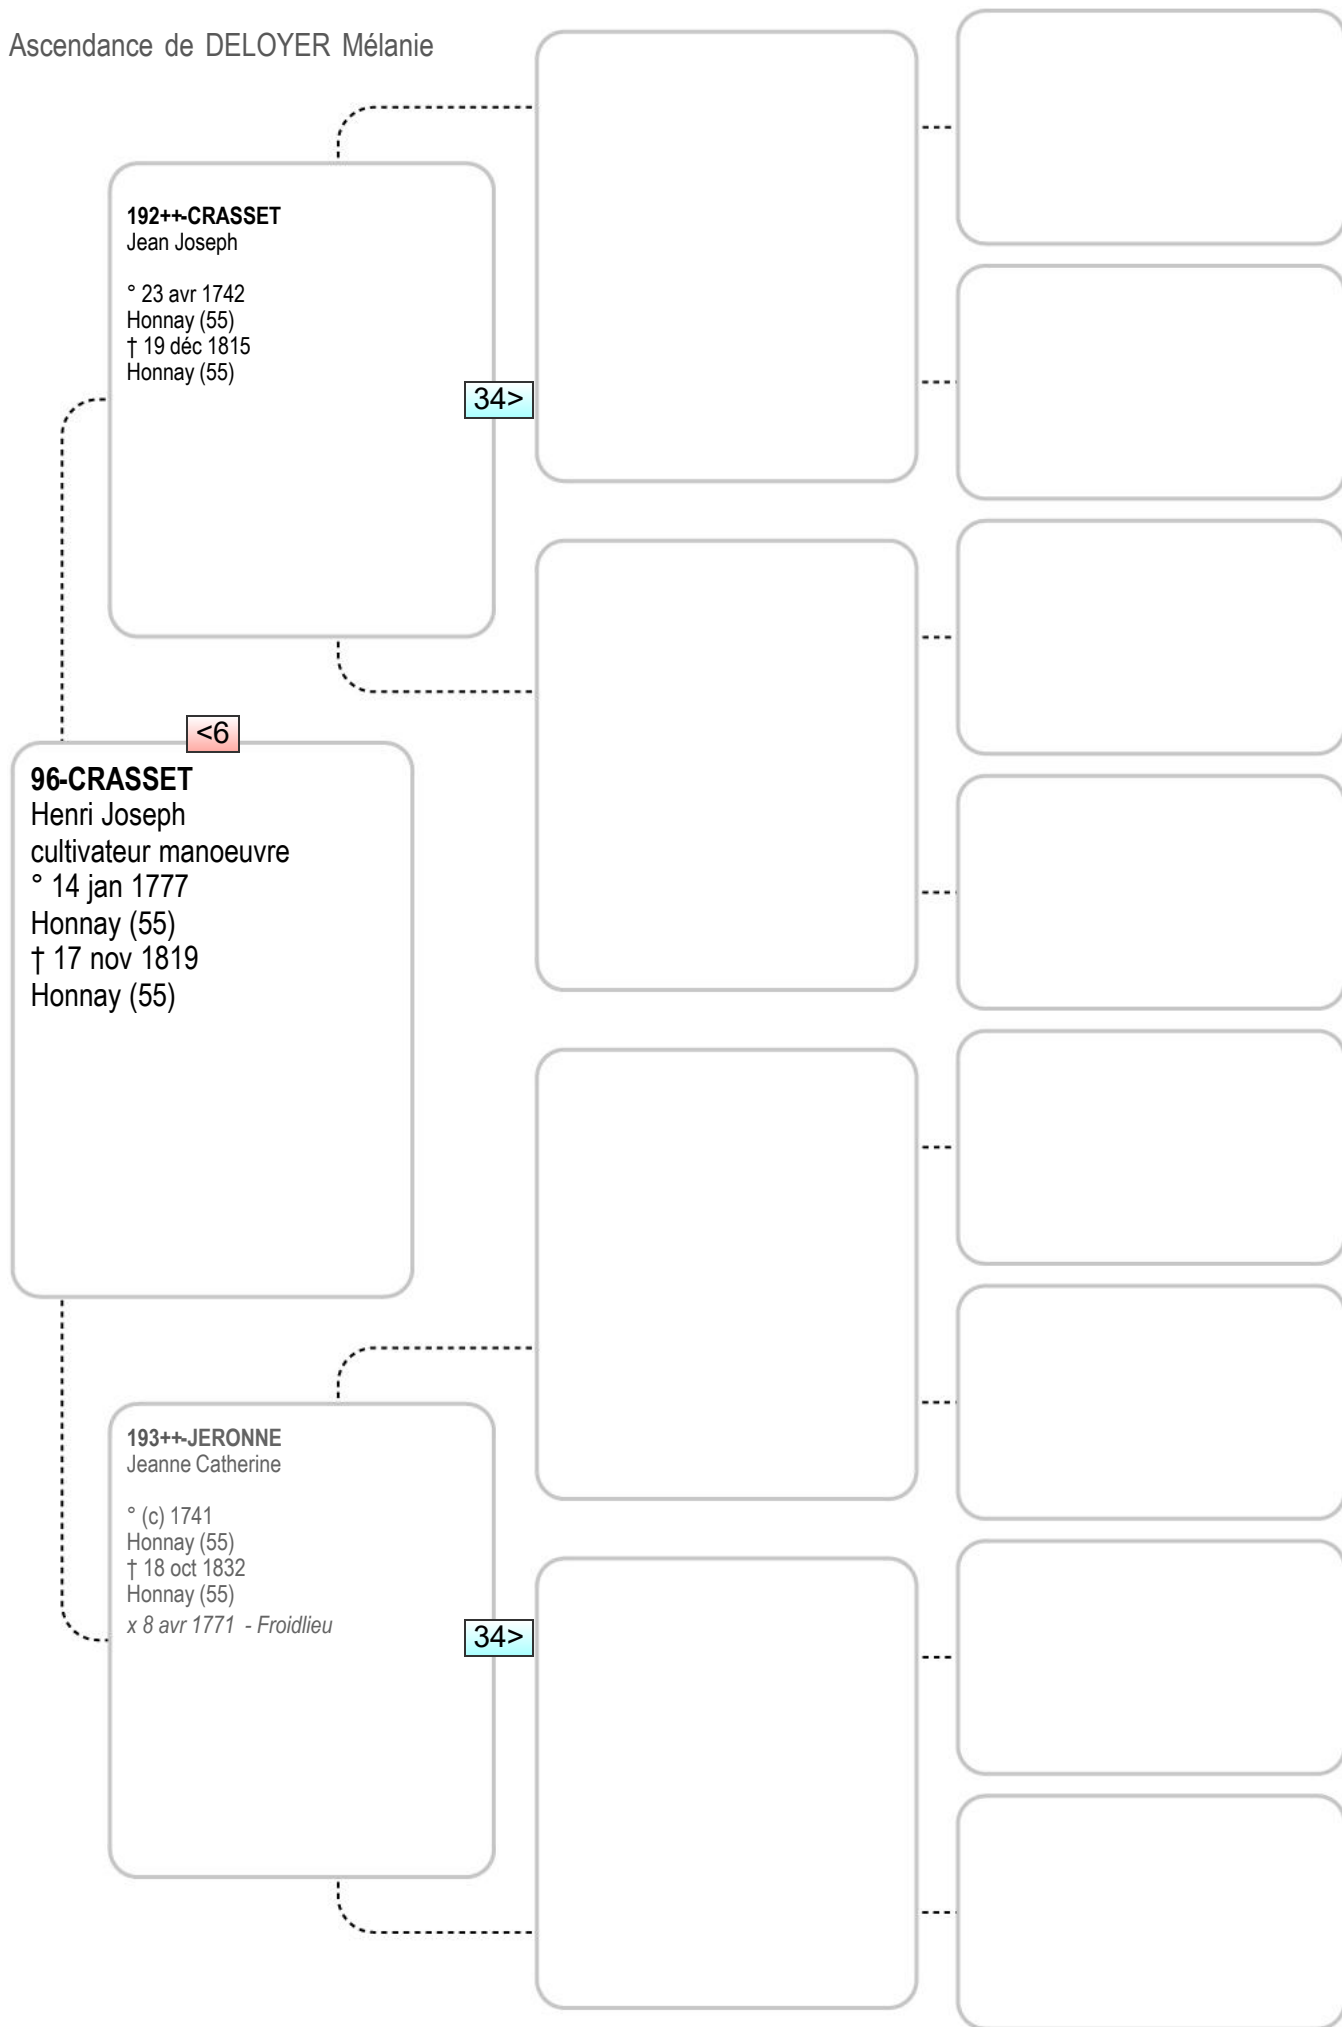 Ascendance de DELOYER Mélanie
192++-CRASSET
Jean Joseph
° 23 avr 1742
Honnay (55)
† 19 déc 1815
Honnay (55)
34>
<6
96-CRASSET
Henri Joseph
cultivateur manoeuvre
° 14 jan 1777
Honnay (55)
† 17 nov 1819
Honnay (55)
193++-JERONNE
Jeanne Catherine
° (c) 1741
Honnay (55)
† 18 oct 1832
Honnay (55)
x 8 avr 1771 - Froidlieu
34>